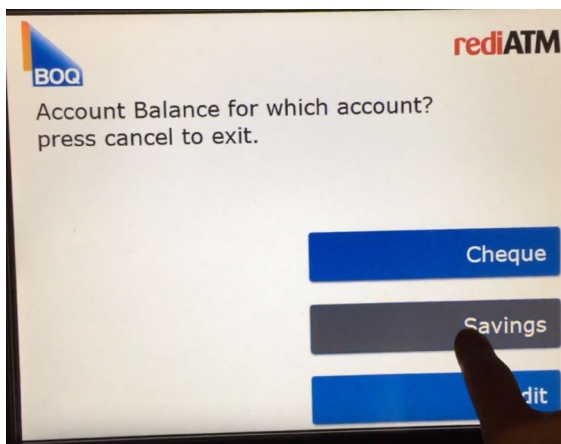 BOQ
rediATM
Account Balance for which account?
press cancel to exit.
Cheque
Savings